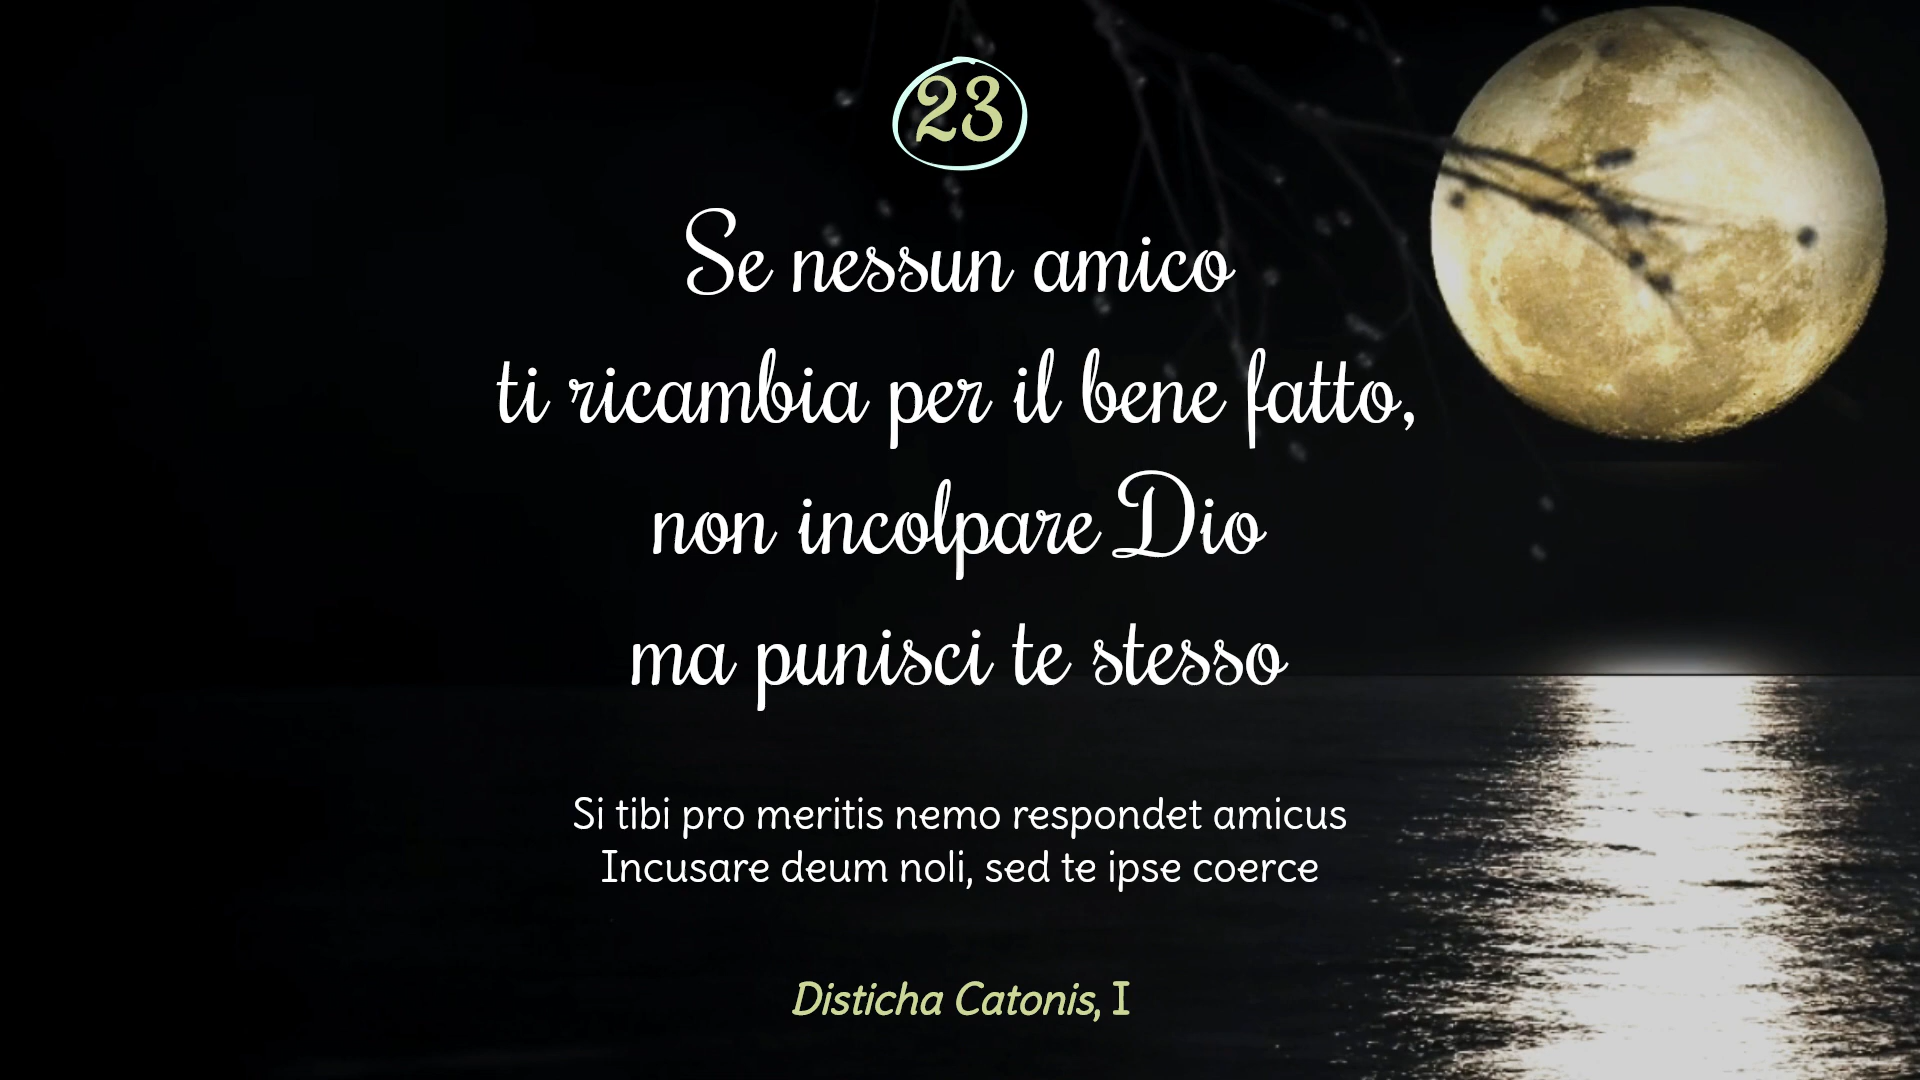 23
Se nessun amico
ti ricambia per il bene fatto,
non incolpare Dio
ma punisci te stesso
Si tibi pro meritis nemo respondet amicus
Incusare deum noli, sed te ipse coerce
Disticha Catonis, I